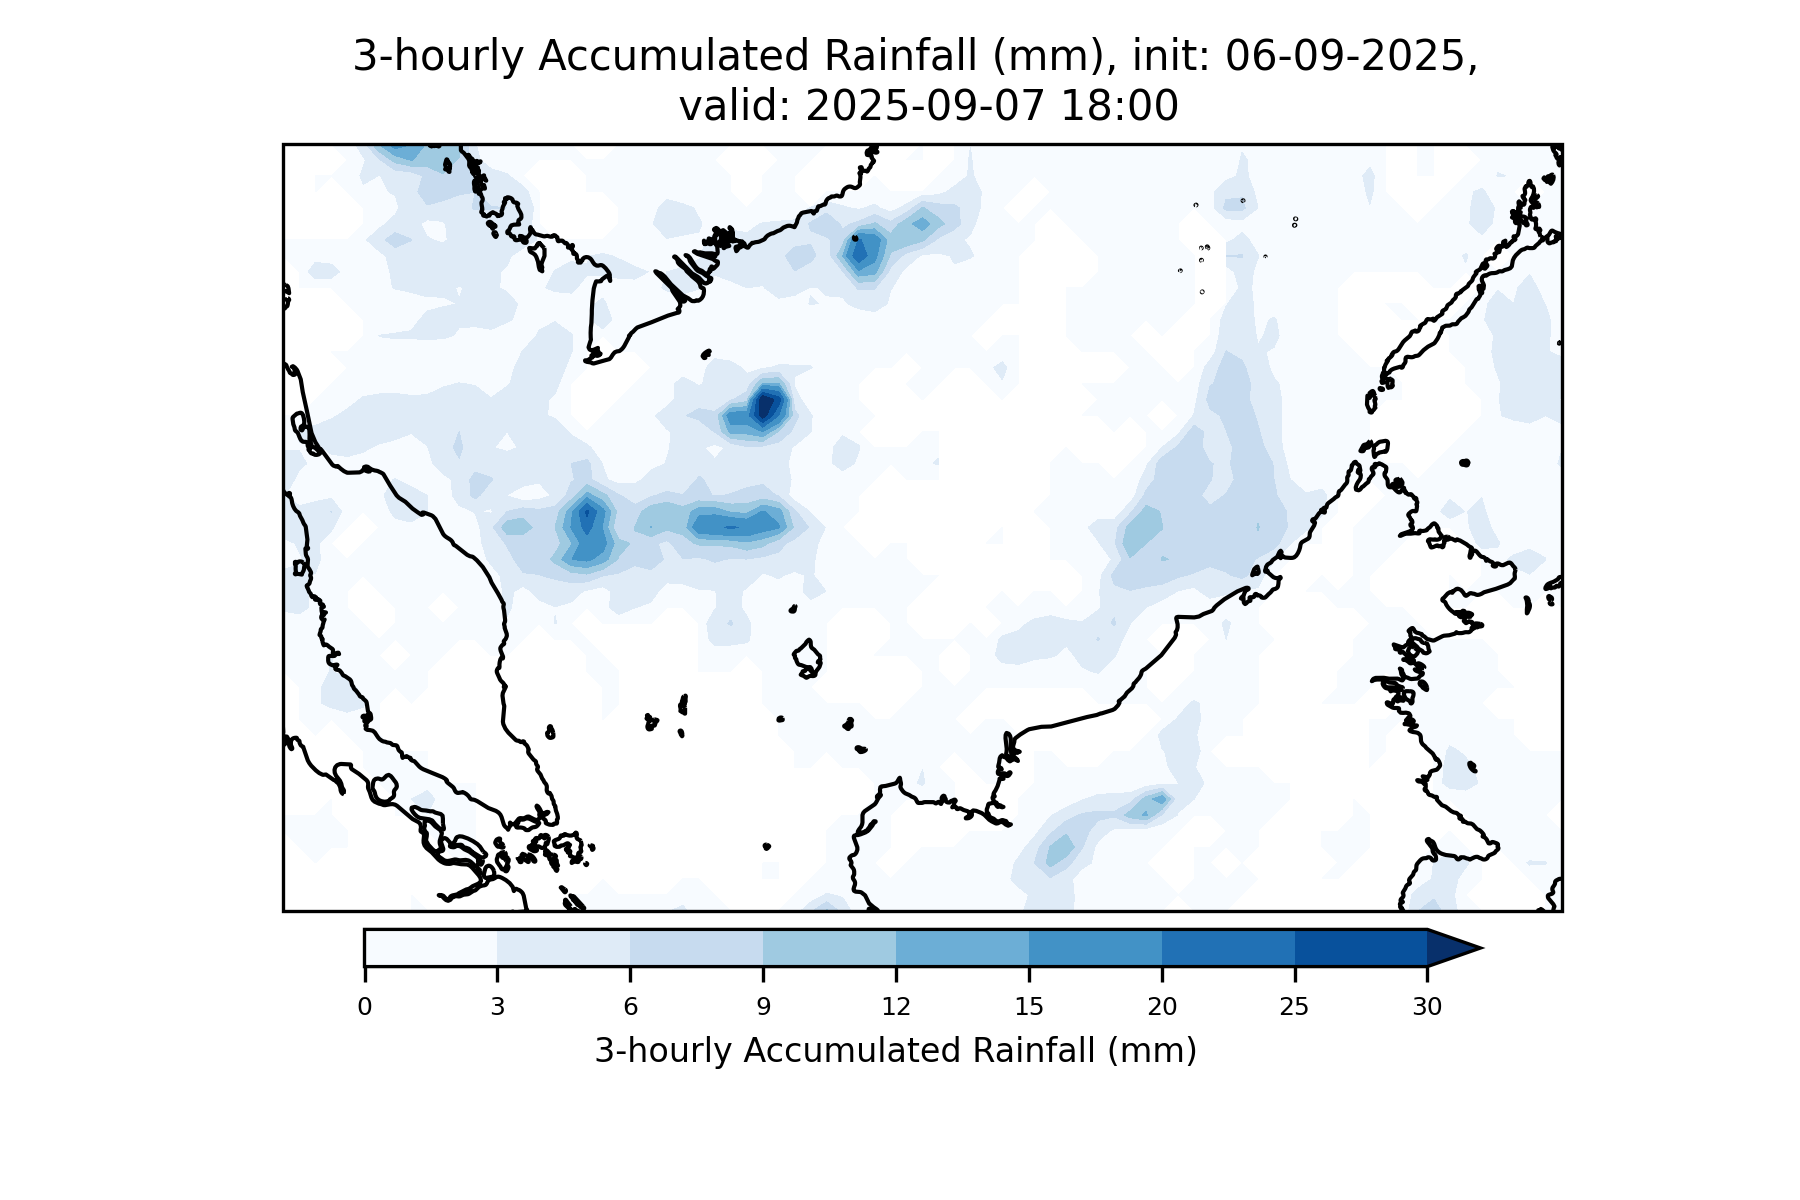 3-hourly Accumulated Rainfall (mm), init: 06-09-2025,
valid: 2025-09-07 18:00
0 3 6 9 12 15 20 25 30
3-hourly Accumulated Rainfall (mm)